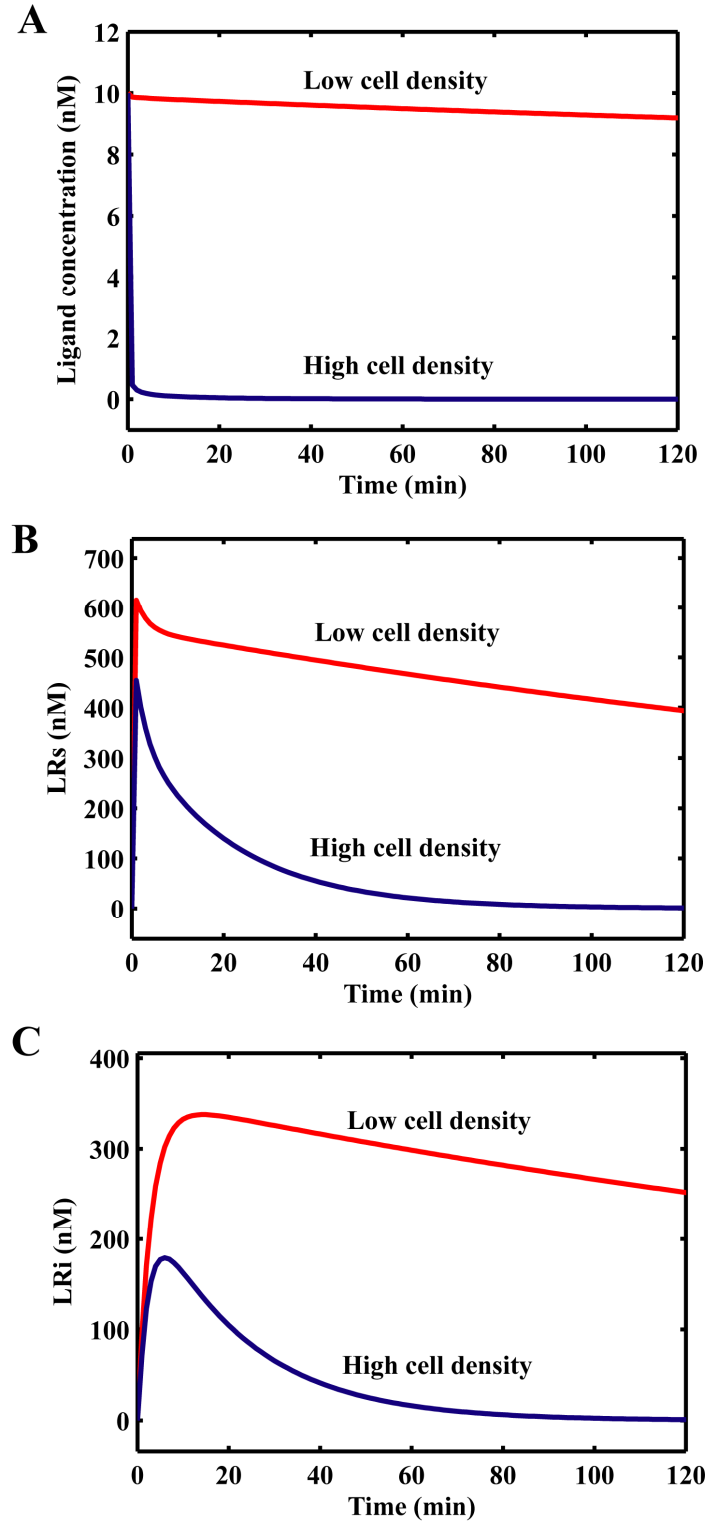 A
12
10
8
6
4
2
0
Ligand concentration (nM)
Low cell density
High cell density
0 20 40 60 80 100 120
Time (min)
B
700
600
500
400
300
200
100
0
LRs (nM)
Low cell density
High cell density
0 20 40 60 80 100 120
Time (min)
C
400
300
200
100
0
LRi (nM)
Low cell density
High cell density
0 20 40 60 80 100 120
Time (min)